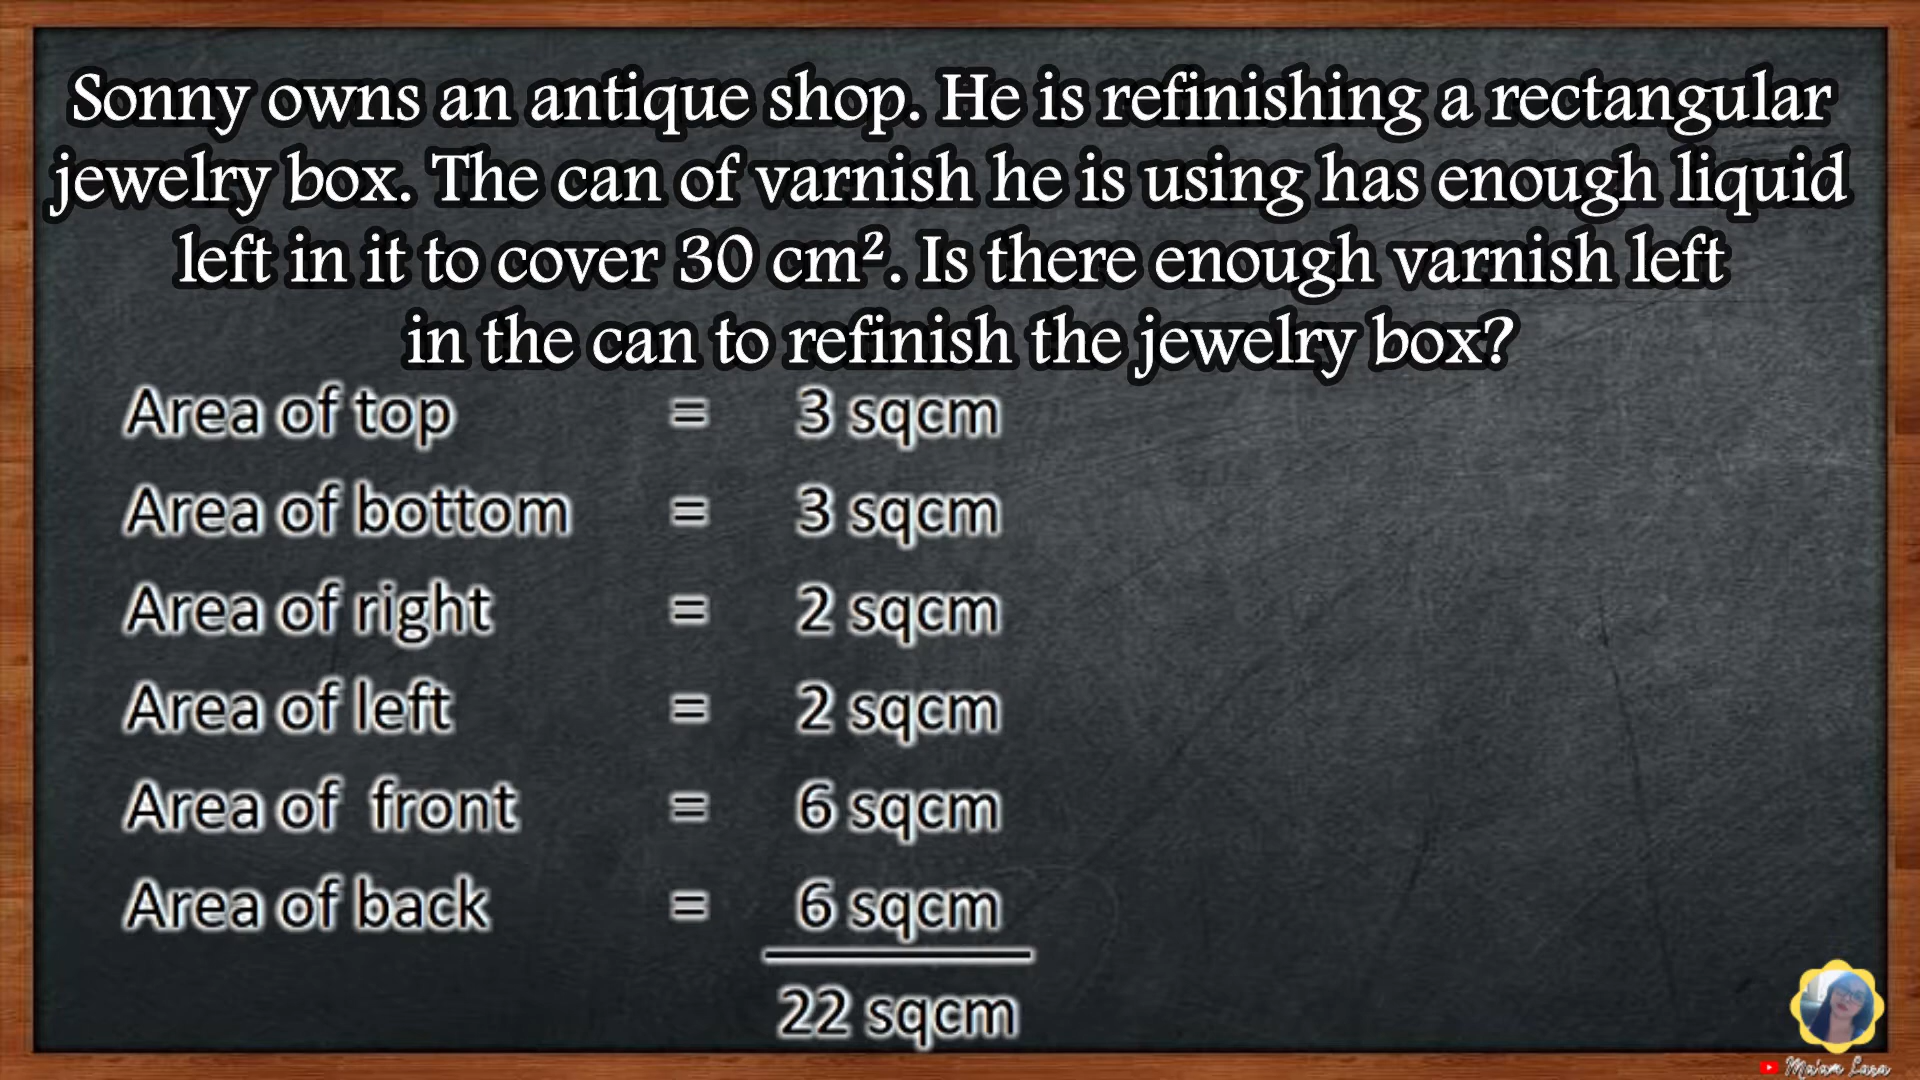 Sonny owns an antique shop. He is refinishing a rectangular
jewelry box. The can of varnish he is using has enough liquid
left in it to cover 30 cm². Is there enough varnish left
in the can to refinish the jewelry box?
Area of top = 3 sqcm
Area of bottom = 3 sqcm
Area of right = 2 sqcm
Area of left = 2 sqcm
Area of front = 6 sqcm
Area of back = 6 sqcm
22 sqcm
Ma'am Lara